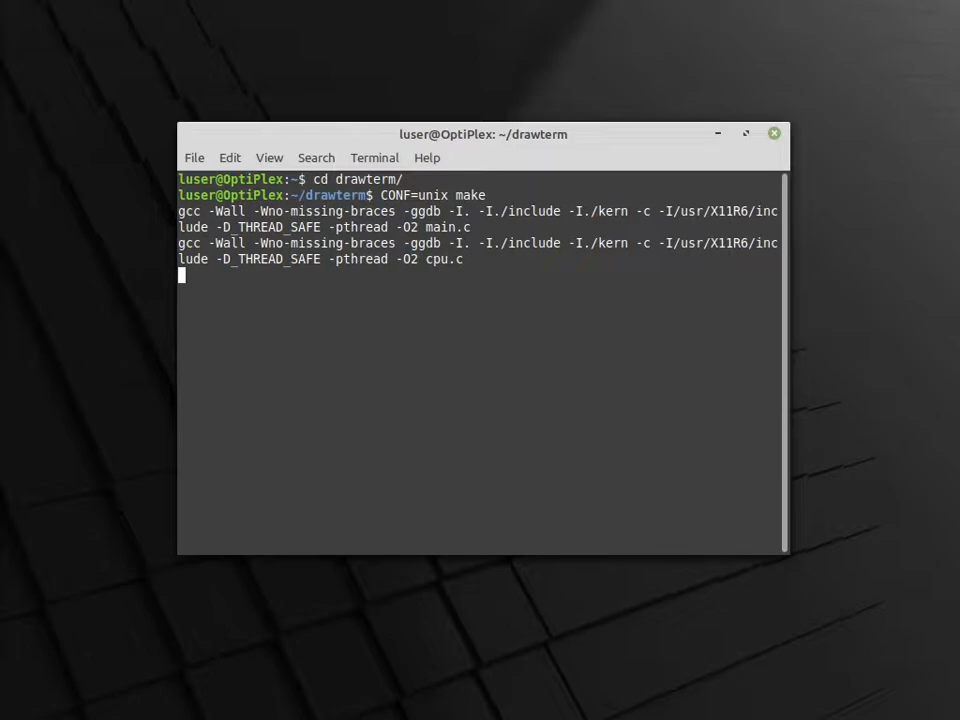 luser@OptiPlex: ~/drawterm
File Edit View Search Terminal Help
luser@OptiPlex:~$ cd drawterm/
luser@OptiPlex:~/drawterm$ CONF=unix make
gcc -Wall -Wno-missing-braces -ggdb -I. -I./include -I./kern -c -I/usr/X11R6/inc
lude -D_THREAD_SAFE -pthread -O2 main.c
gcc -Wall -Wno-missing-braces -ggdb -I. -I./include -I./kern -c -I/usr/X11R6/inc
lude -D_THREAD_SAFE -pthread -O2 cpu.c